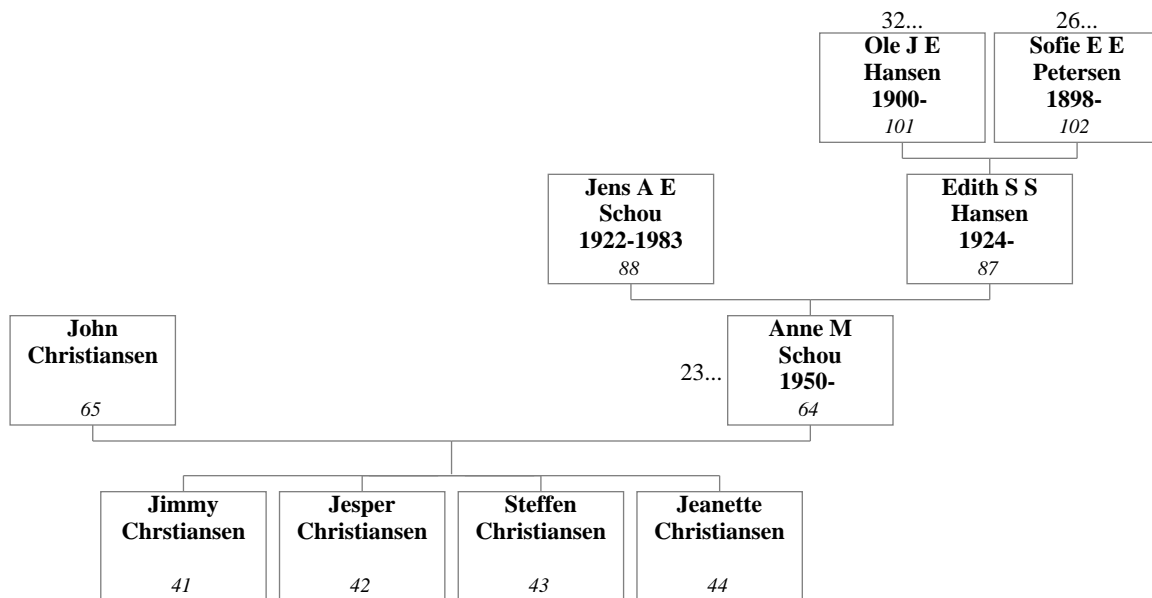 32...
26...
Ole J E
Hansen
1900-
101
Sofie E E
Petersen
1898-
102
Jens A E
Schou
1922-1983
88
Edith S S
Hansen
1924-
87
John
Christiansen
65
23...
Anne M
Schou
1950-
64
Jimmy
Chrstiansen
41
Jesper
Christiansen
42
Steffen
Christiansen
43
Jeanette
Christiansen
44